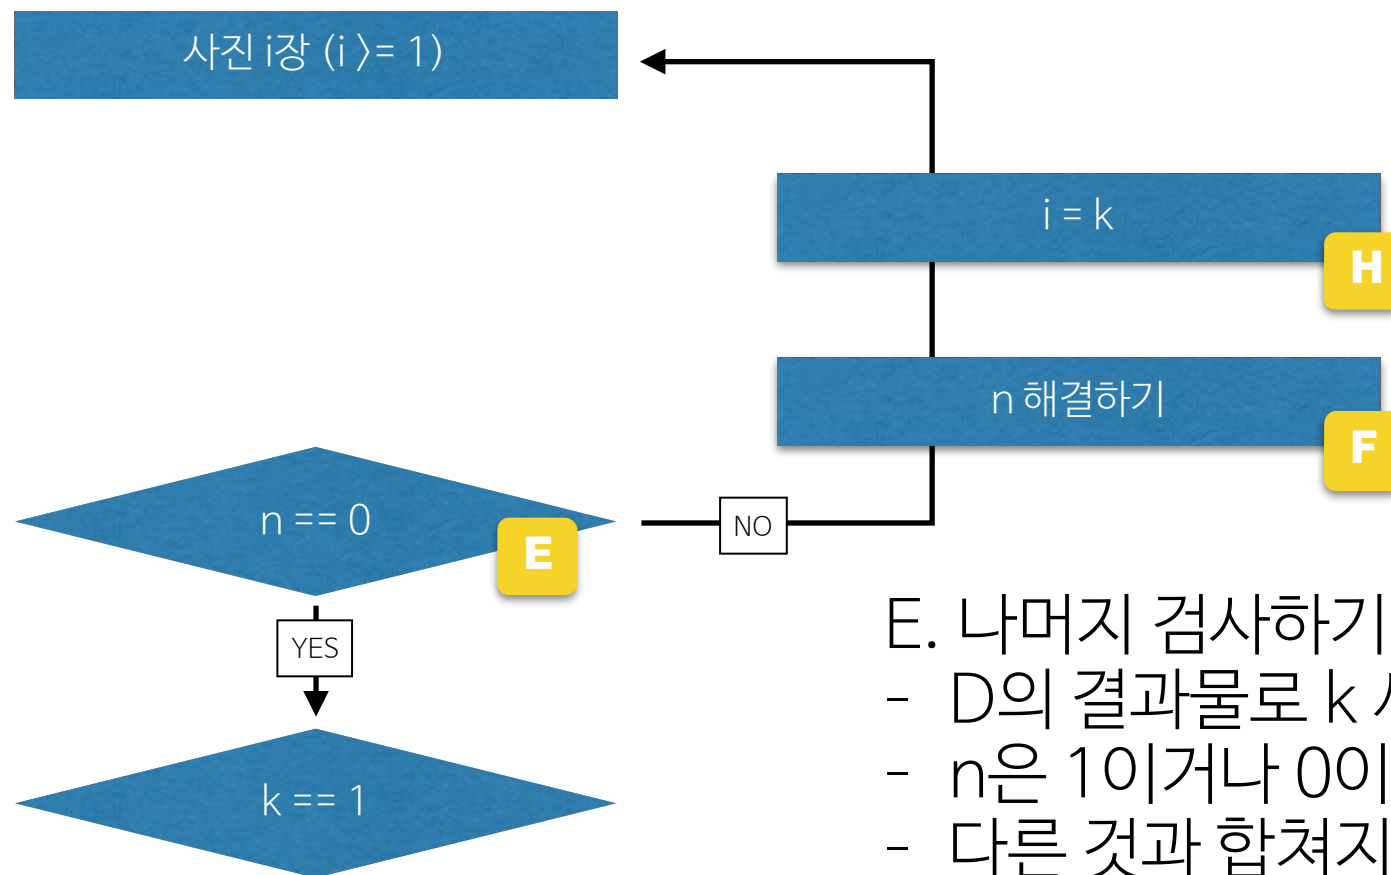 사진 i장 (i >= 1)
i = k
H
n 해결하기
F
n == 0
E
NO
YES
k == 1
E. 나머지 검사하기
- D의 결과물로 k
- n은 1이거나 0이
- 다른 것과 합쳐지